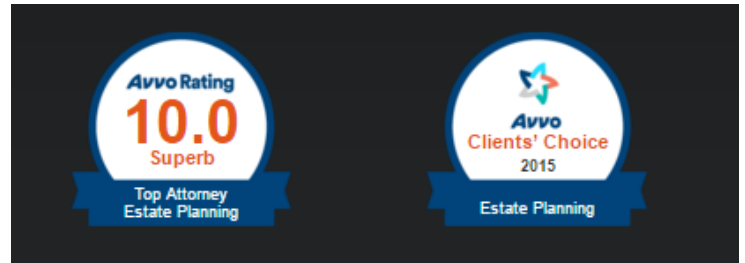 Avvo Rating
10.0
Superb
Top Attorney
Estate Planning
Avvo
Clients' Choice
2015
Estate Planning